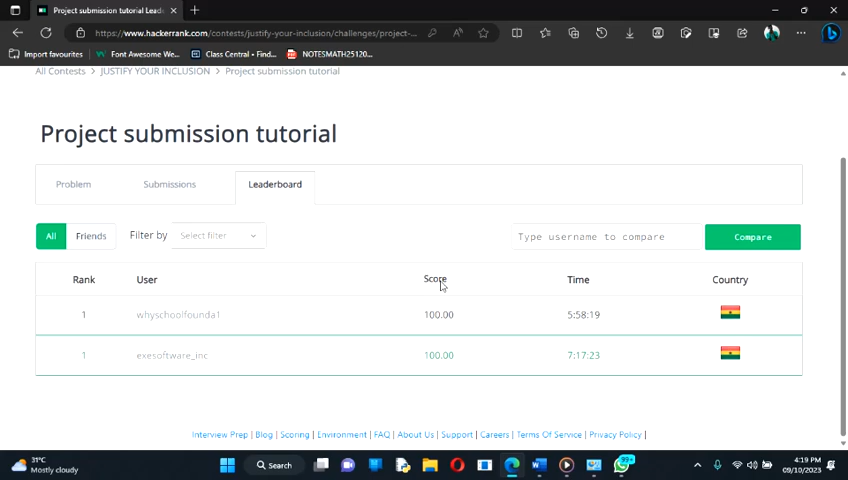 Project submission tutorial Lead
https://www.hackerrank.com/contests/justify-your-inclusion/challenges/project-...
Import favourites
Font Awesome We...
Class Central • Find...
NOTESMATH25120...
All Contests > JUSTIFY YOUR INCLUSION > Project submission tutorial
Project submission tutorial
Problem Submissions Leaderboard
All Friends Filter by Select filter Type username to compare Compare
Rank User Score Time Country
1 whyschoolfounda1 100.00 5:58:19
1 exesoftware_inc 100.00 7:17:23
Interview Prep | Blog | Scoring | Environment | FAQ | About Us | Support | Careers | Terms Of Service | Privacy Policy |
31°C
Mostly cloudy
Search
99+
4:19 PM
09/10/2023